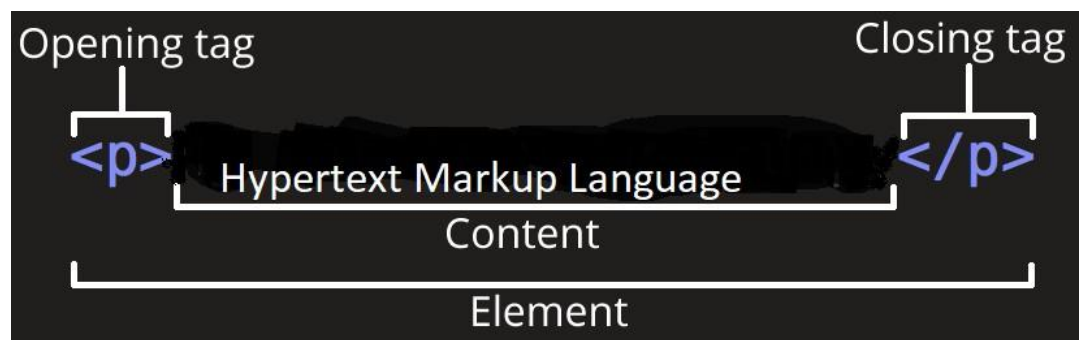 Opening tag Closing tag
<p> Hypertext Markup Language </p>
Content
Element